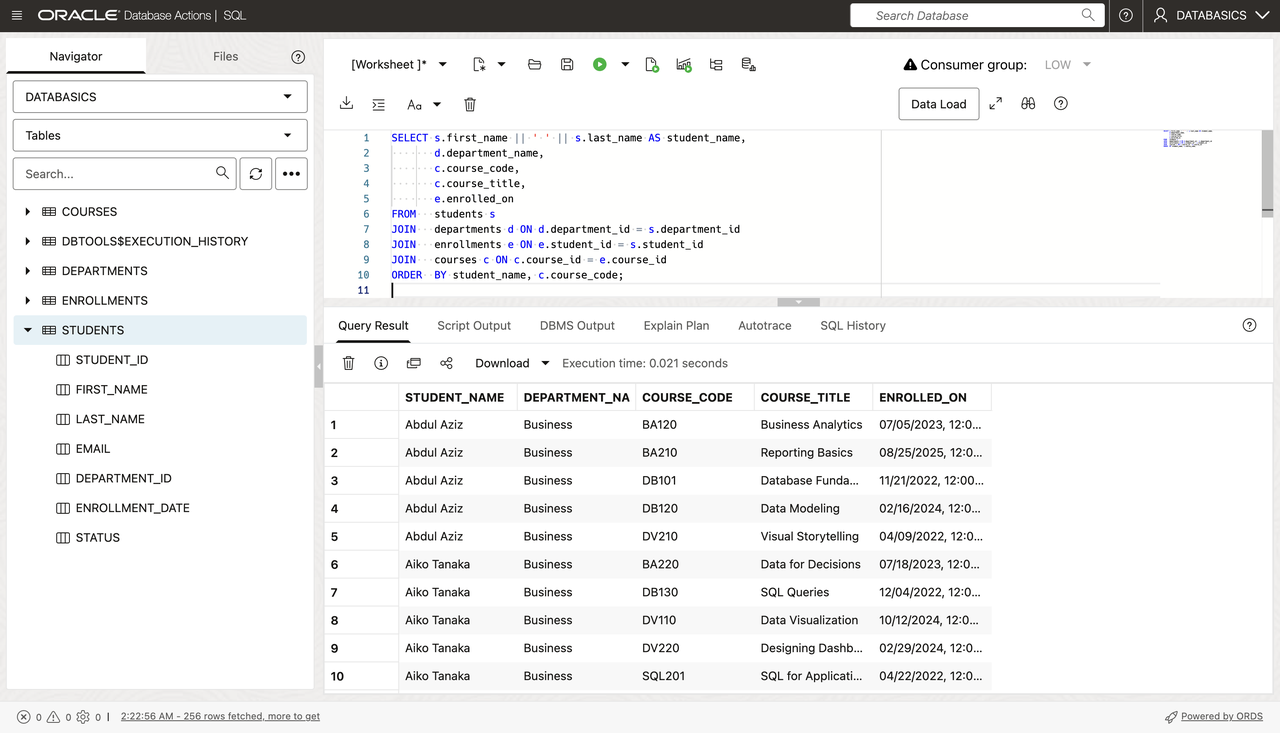 ORACLE Database Actions | SQL
Search Database
DATABASICS
Navigator
Files
DATABASICS
Tables
Search...
COURSES
DBTOOLS$EXECUTION_HISTORY
DEPARTMENTS
ENROLLMENTS
STUDENTS
STUDENT_ID
FIRST_NAME
LAST_NAME
EMAIL
DEPARTMENT_ID
ENROLLMENT_DATE
STATUS
[Worksheet ]*
Consumer group: LOW
Aa
Data Load
1 SELECT s.first_name || ' ' || s.last_name AS student_name,
2 d.department_name,
3 c.course_code,
4 c.course_title,
5 e.enrolled_on
6 FROM students s
7 JOIN departments d ON d.department_id = s.department_id
8 JOIN enrollments e ON e.student_id = s.student_id
9 JOIN courses c ON c.course_id = e.course_id
10 ORDER BY student_name, c.course_code;
11
Query Result Script Output DBMS Output Explain Plan Autotrace SQL History
Download Execution time: 0.021 seconds
STUDENT_NAME DEPARTMENT_NA COURSE_CODE COURSE_TITLE ENROLLED_ON
1 Abdul Aziz Business BA120 Business Analytics 07/05/2023, 12:0...
2 Abdul Aziz Business BA210 Reporting Basics 08/25/2025, 12:0...
3 Abdul Aziz Business DB101 Database Funda... 11/21/2022, 12:00...
4 Abdul Aziz Business DB120 Data Modeling 02/16/2024, 12:0...
5 Abdul Aziz Business DV210 Visual Storytelling 04/09/2022, 12:0...
6 Aiko Tanaka Business BA220 Data for Decisions 07/18/2023, 12:0...
7 Aiko Tanaka Business DB130 SQL Queries 12/04/2022, 12:0...
8 Aiko Tanaka Business DV110 Data Visualization 10/12/2024, 12:0...
9 Aiko Tanaka Business DV220 Designing Dashb... 02/29/2024, 12:0...
10 Aiko Tanaka Business SQL201 SQL for Applicati... 04/22/2022, 12:0...
0 0 0 | 2:22:56 AM - 256 rows fetched, more to get
Powered by ORDS